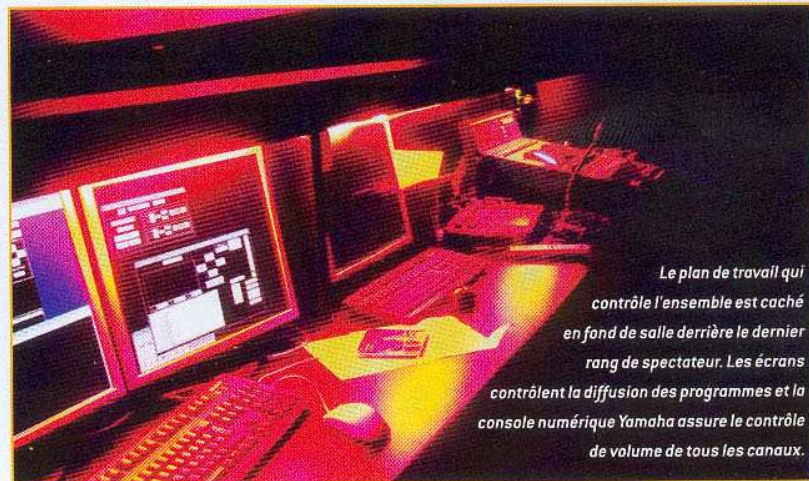 Le plan de travail qui
contrôle l'ensemble est caché
en fond de salle derrière le dernier
rang de spectateur. Les écrans
contrôlent la diffusion des programmes et la
console numérique Yamaha assure le contrôle
de volume de tous les canaux.